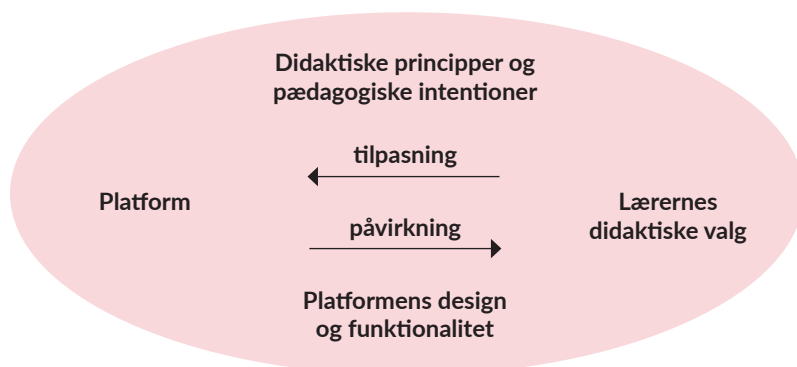 Didaktiske principper og
pædagogiske intentioner
tilpasning
Platform
Lærernes
didaktiske valg
påvirkning
Platformens design
og funktionalitet